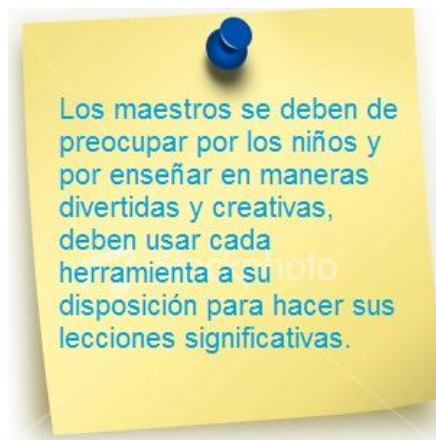 Los maestros se deben de
preocupar por los niños y
por enseñar en maneras
divertidas y creativas,
deben usar cada
herramienta a su
disposición para hacer sus
lecciones significativas.